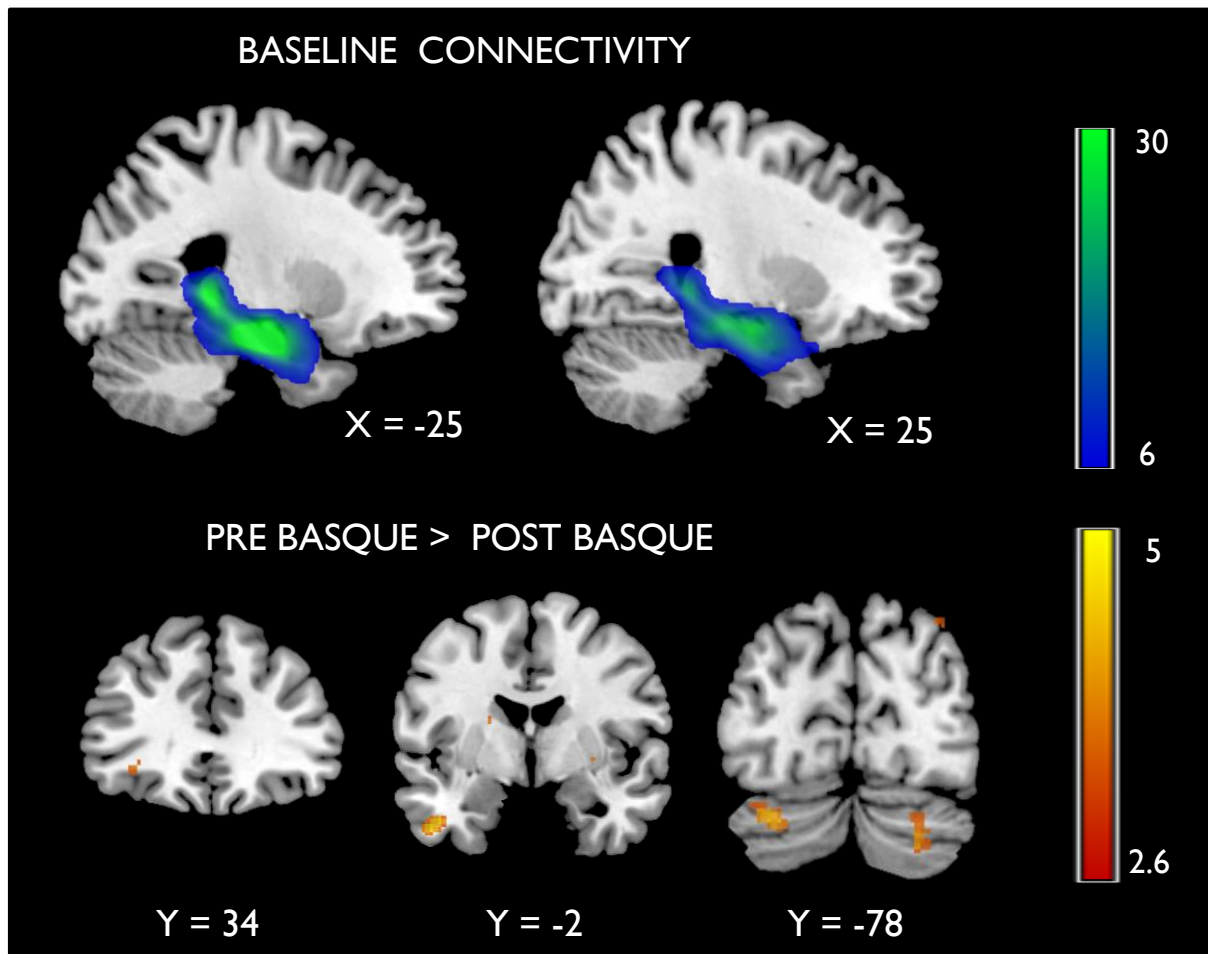 BASELINE CONNECTIVITY
30
X = -25
X = 25
6
PRE BASQUE > POST BASQUE
5
2.6
Y = 34
Y = -2
Y = -78